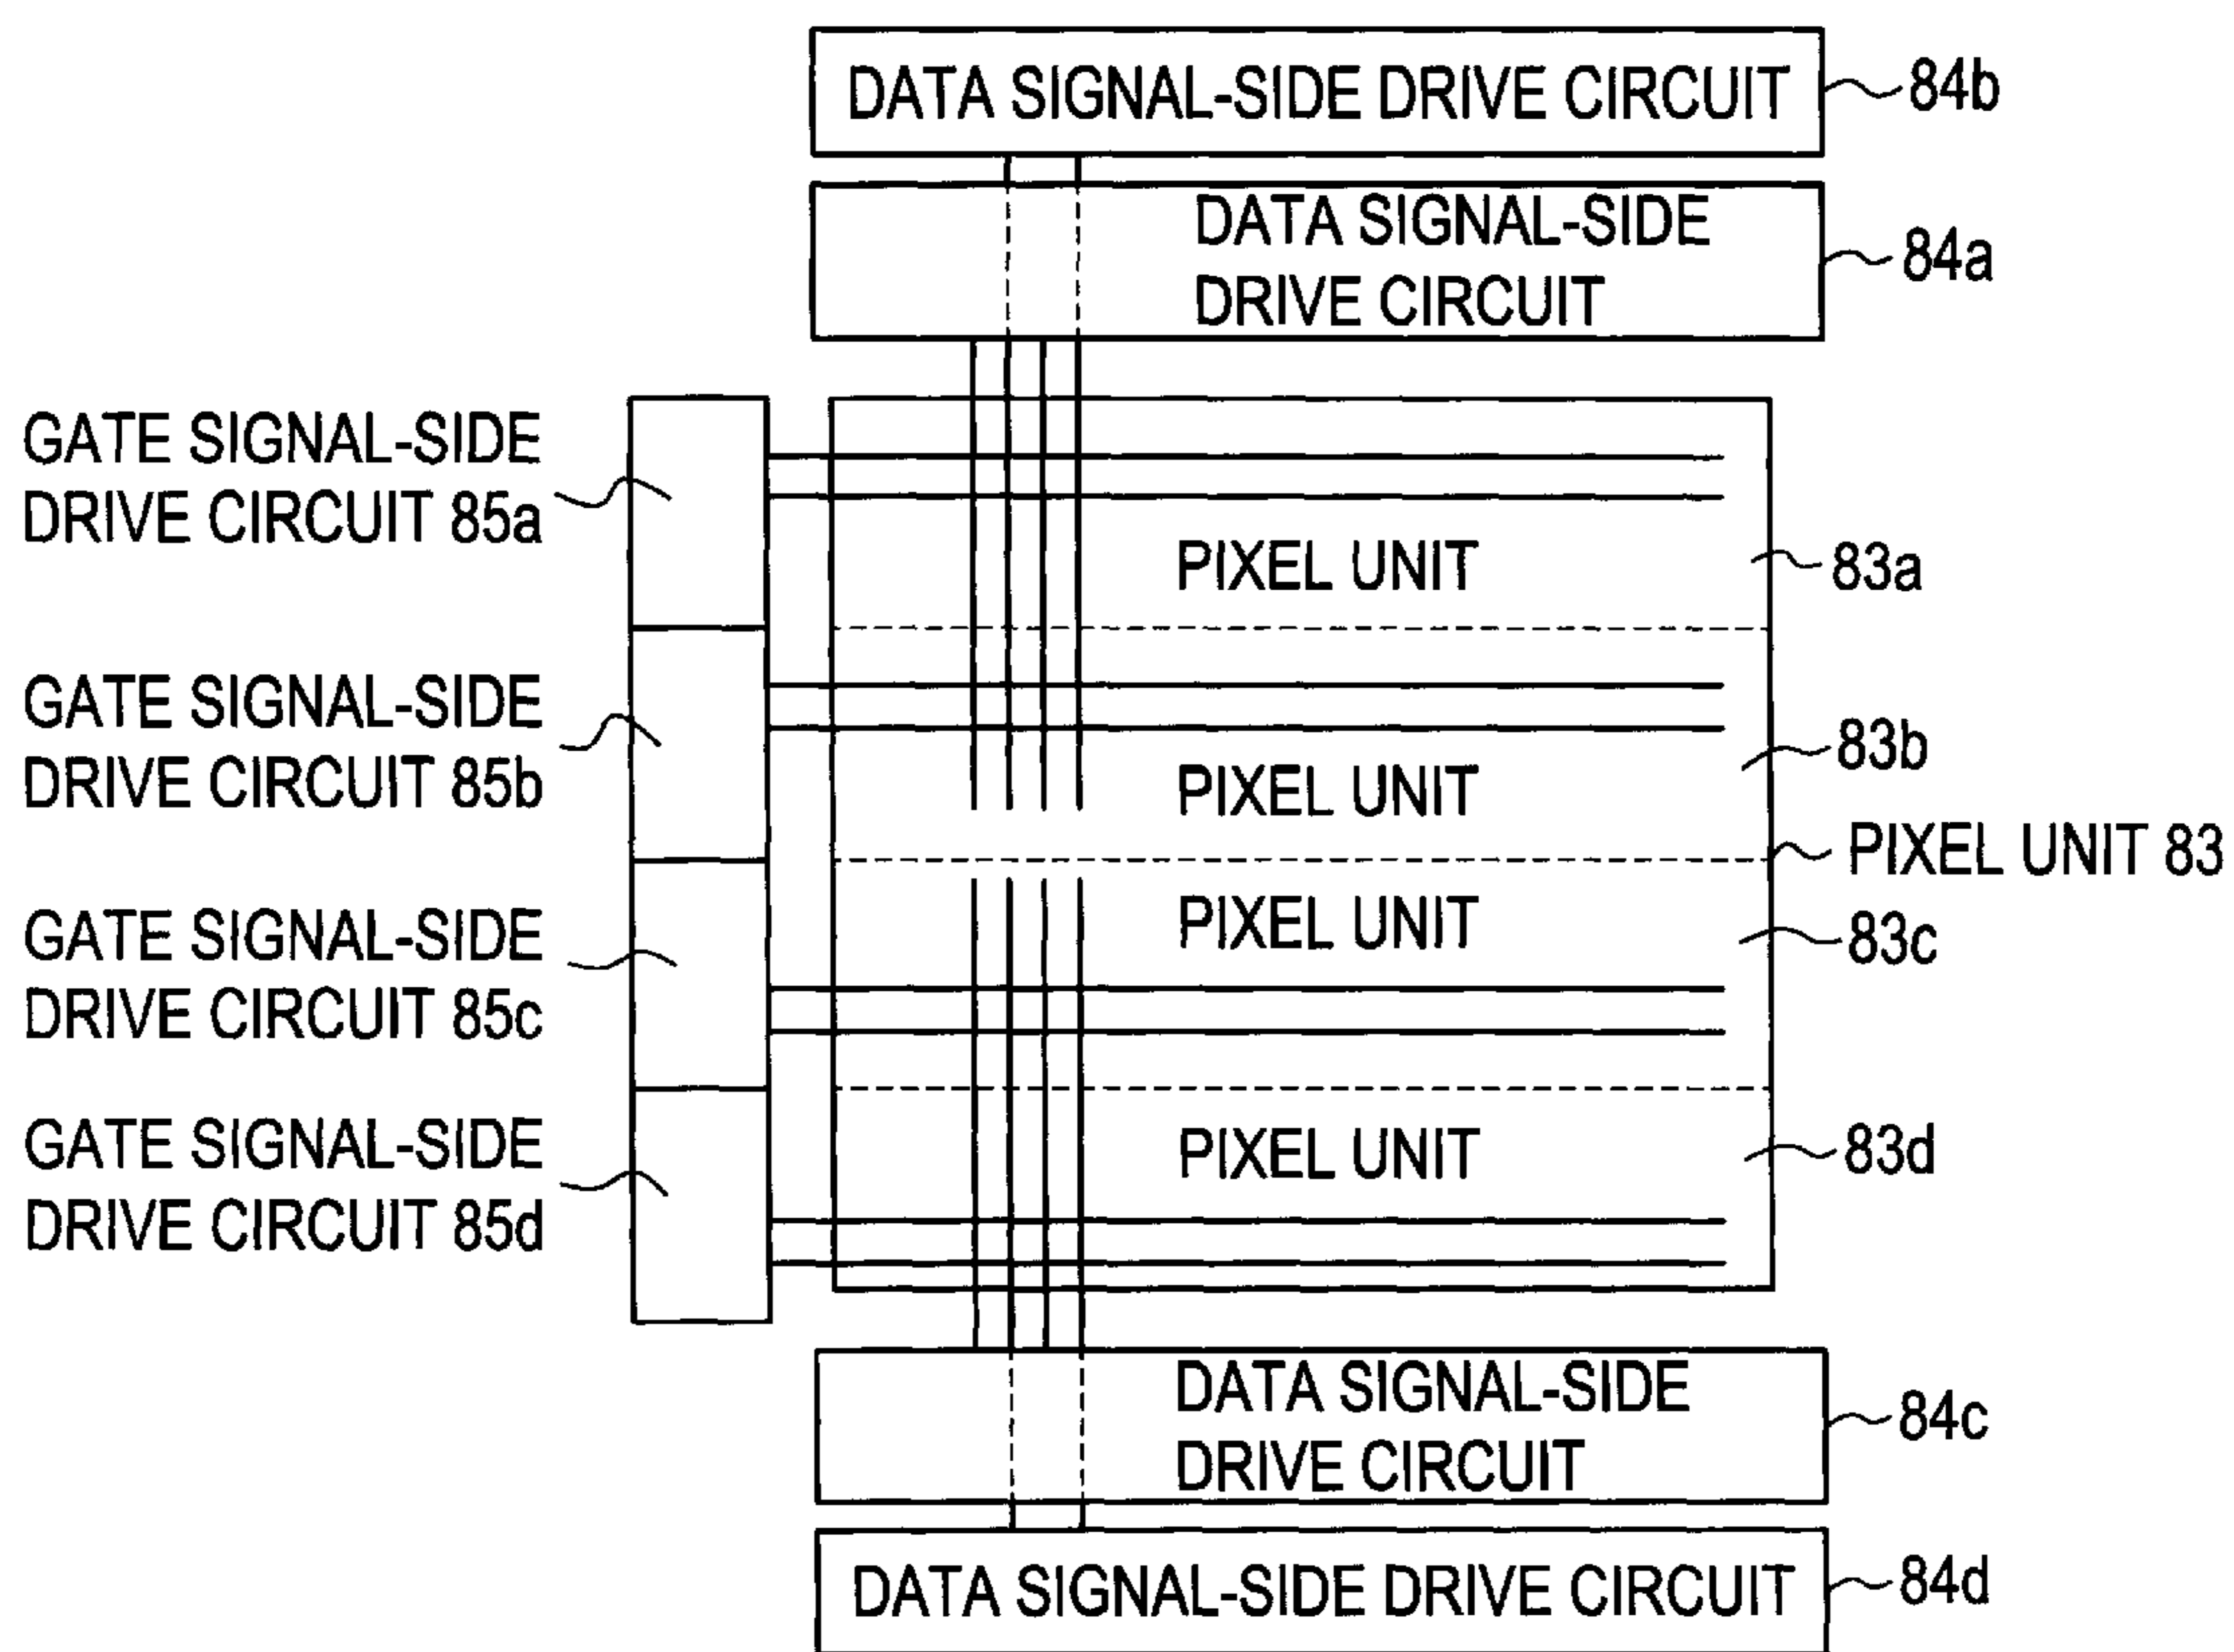 DATA SIGNAL-SIDE DRIVE CIRCUIT
84b
DATA SIGNAL-SIDE
DRIVE CIRCUIT
84a
GATE SIGNAL-SIDE
DRIVE CIRCUIT 85a
PIXEL UNIT
83a
GATE SIGNAL-SIDE
DRIVE CIRCUIT 85b
83b
PIXEL UNIT
PIXEL UNIT 83
GATE SIGNAL-SIDE
DRIVE CIRCUIT 85c
PIXEL UNIT
83c
GATE SIGNAL-SIDE
DRIVE CIRCUIT 85d
PIXEL UNIT
83d
DATA SIGNAL-SIDE
DRIVE CIRCUIT
84c
DATA SIGNAL-SIDE DRIVE CIRCUIT
84d